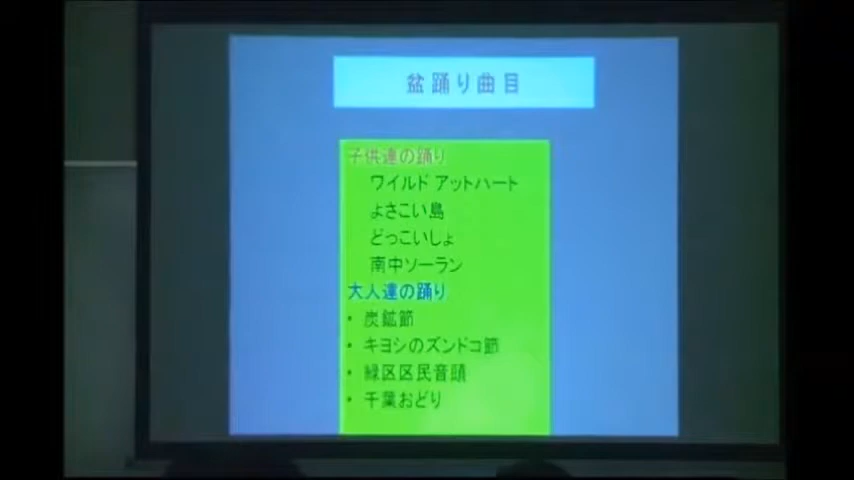 盆踊り曲目
子供達の踊り
ワイルド アットハート
よさこい島
どっこいしょ
南中ソーラン
大人達の踊り
・ 炭鉱節
・ キヨシのズンドコ節
・ 緑区区民音頭
・ 千葉おどり